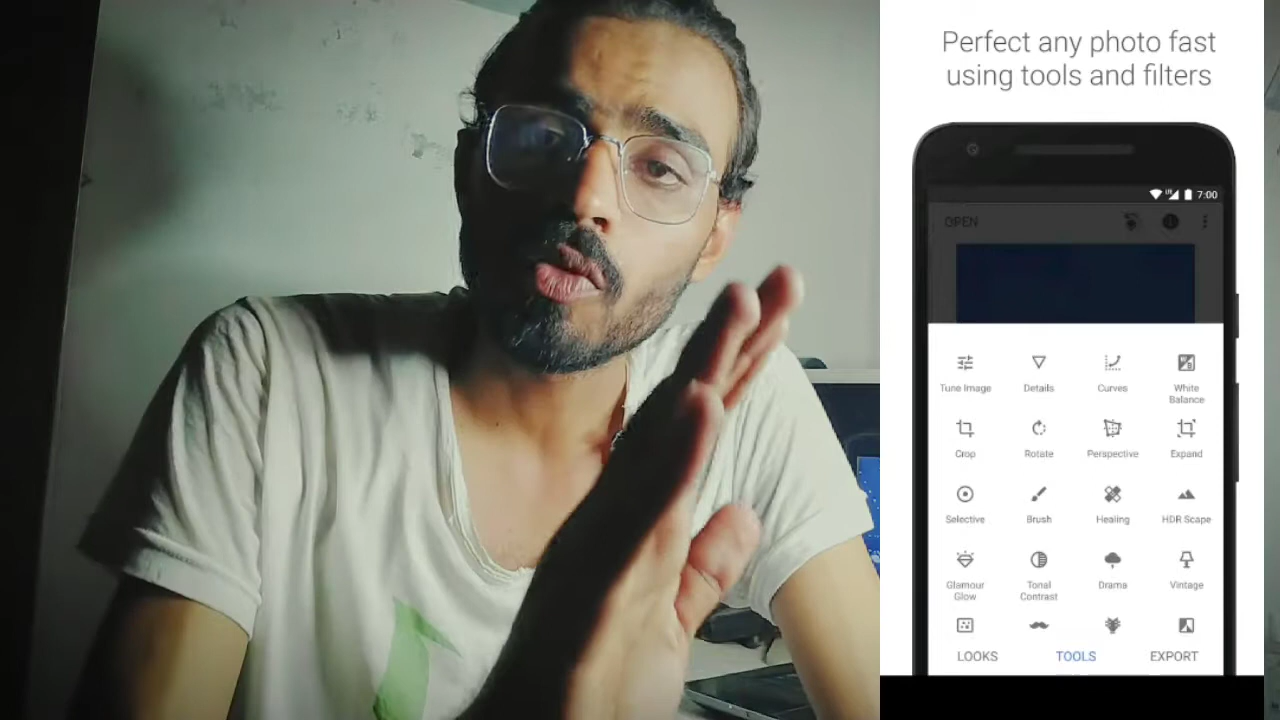 Perfect any photo fast
using tools and filters
7:00
OPEN
Tune Image
Details
Curves
White
Balance
Crop
Rotate
Perspective
Expand
Selective
Brush
Healing
HDR Scape
Glamour
Glow
Tonal
Contrast
Drama
Vintage
LOOKS
TOOLS
EXPORT